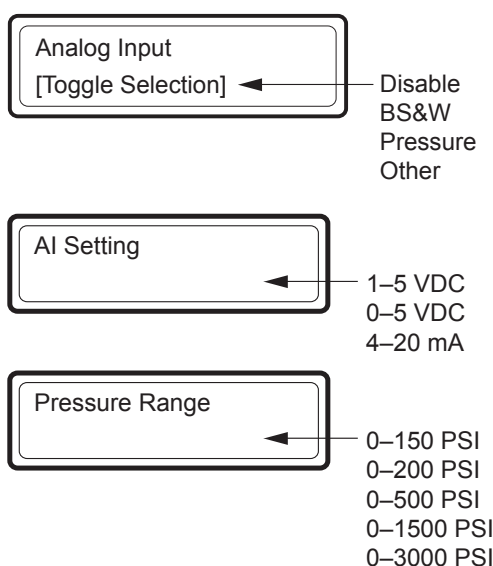 Analog Input
[Toggle Selection]
Disable
BS&W
Pressure
Other
AI Setting
1–5 VDC
0–5 VDC
4–20 mA
Pressure Range
0–150 PSI
0–200 PSI
0–500 PSI
0–1500 PSI
0–3000 PSI